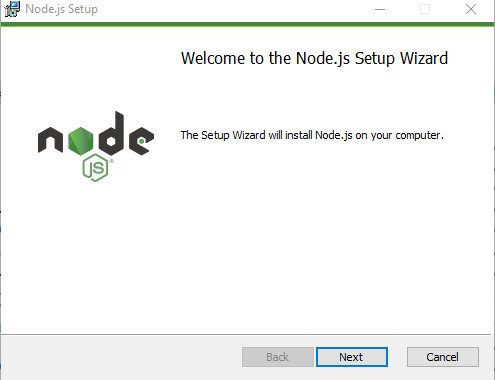 Node.js Setup
Welcome to the Node.js Setup Wizard
node
JS®
The Setup Wizard will install Node.js on your computer.
Back Next Cancel